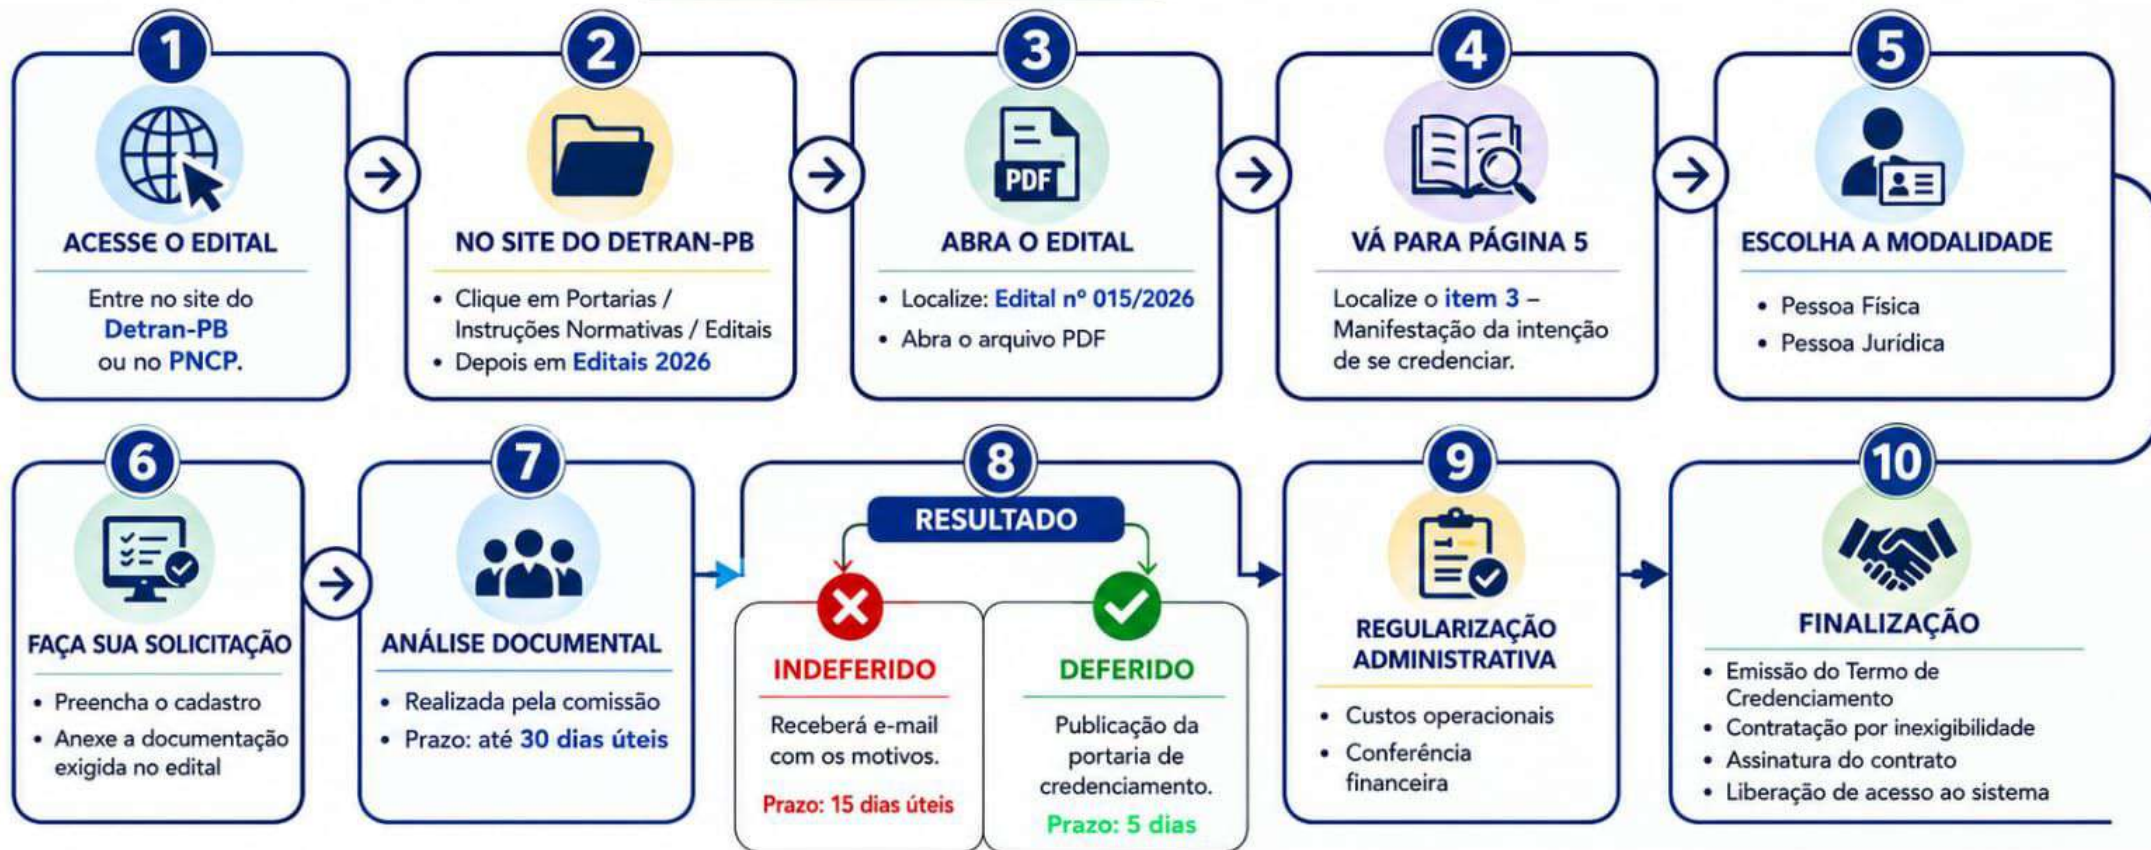 1
ACESSE O EDITAL
Entre no site do
Detran-PB
ou no PNCP.
2
NO SITE DO DETRAN-PB
• Clique em Portarias /
Instruções Normativas / Editais
• Depois em Editais 2026
3
PDF
ABRA O EDITAL
• Localize: Edital nº 015/2026
• Abra o arquivo PDF
4
VÁ PARA PÁGINA 5
Localize o item 3 –
Manifestação da intenção
de se credenciar.
5
ESCOLHA A MODALIDADE
• Pessoa Física
• Pessoa Jurídica
6
FAÇA SUA SOLICITAÇÃO
• Preencha o cadastro
• Anexe a documentação
exigida no edital
7
ANÁLISE DOCUMENTAL
• Realizada pela comissão
• Prazo: até 30 dias úteis
8
RESULTADO
INDEFERIDO
Receberá e-mail
com os motivos.
Prazo: 15 dias úteis
DEFERIDO
Publicação da
portaria de
credenciamento.
Prazo: 5 dias
9
REGULARIZAÇÃO
ADMINISTRATIVA
• Custos operacionais
• Conferência
financeira
10
FINALIZAÇÃO
• Emissão do Termo de
Credenciamento
• Contratação por inexigibilidade
• Assinatura do contrato
• Liberação de acesso ao sistema